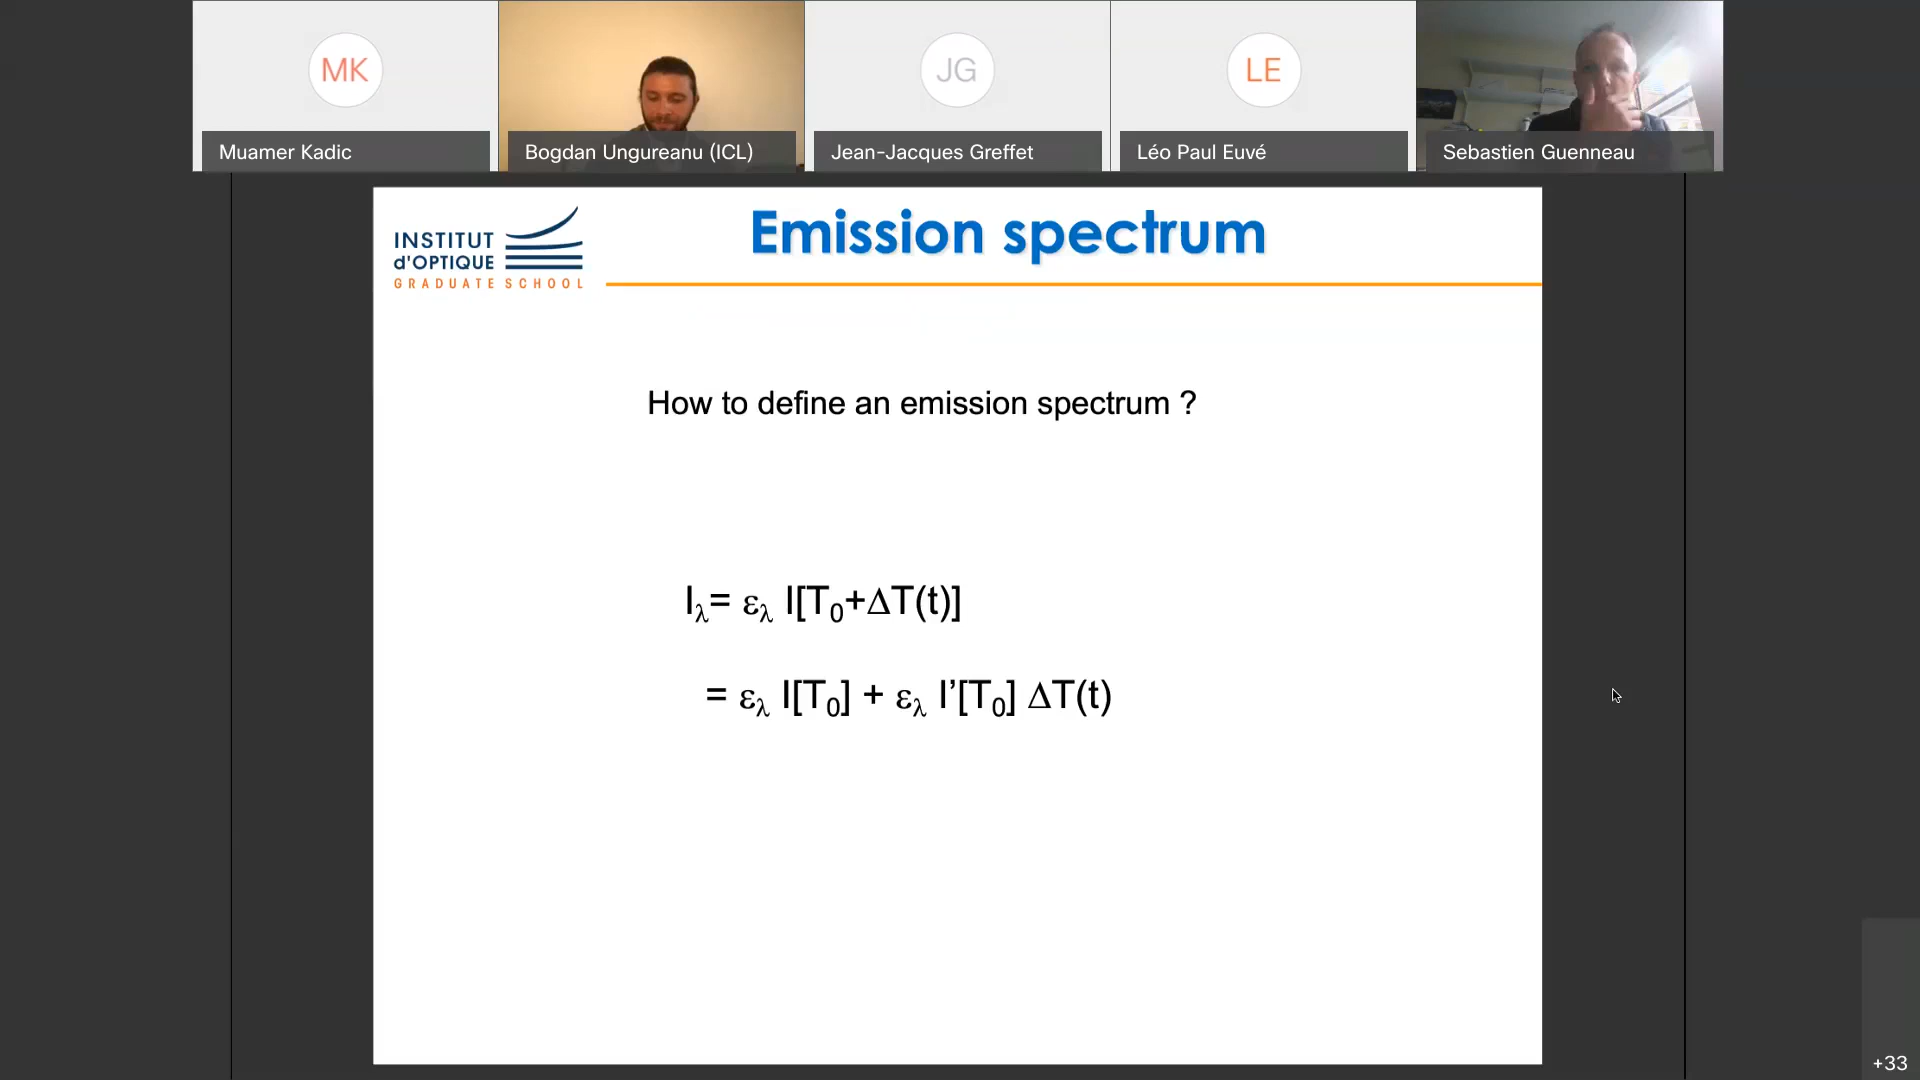 MK
JG
LE
Muamer Kadic
Bogdan Ungureanu (ICL)
Jean-Jacques Greffet
Léo Paul Euvé
Sebastien Guenneau
INSTITUT
d'OPTIQUE
GRADUATE SCHOOL
Emission spectrum
How to define an emission spectrum ?
Iλ= ελ I[T0+ΔT(t)]
= ελ I[T0] + ελ I’[T0] ΔT(t)
+33